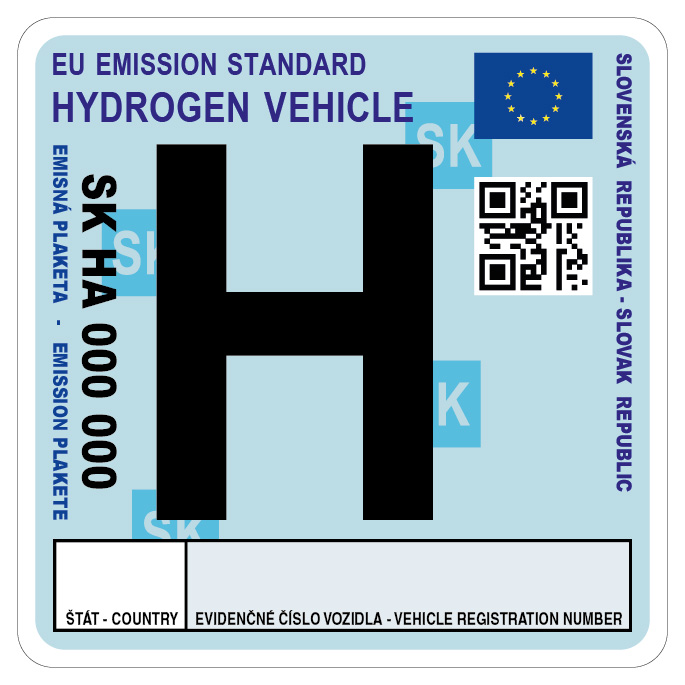 EU EMISSION STANDARD
HYDROGEN VEHICLE
SK
SLOVENSKÁ REPUBLIKA - SLOVAK REPUBLIC
EMISNÁ PLAKETA - EMISSION PLAKETE
SK HA 000 000
SK
H
K
SK
ŠTÁT - COUNTRY
EVIDENČNÉ ČÍSLO VOZIDLA - VEHICLE REGISTRATION NUMBER